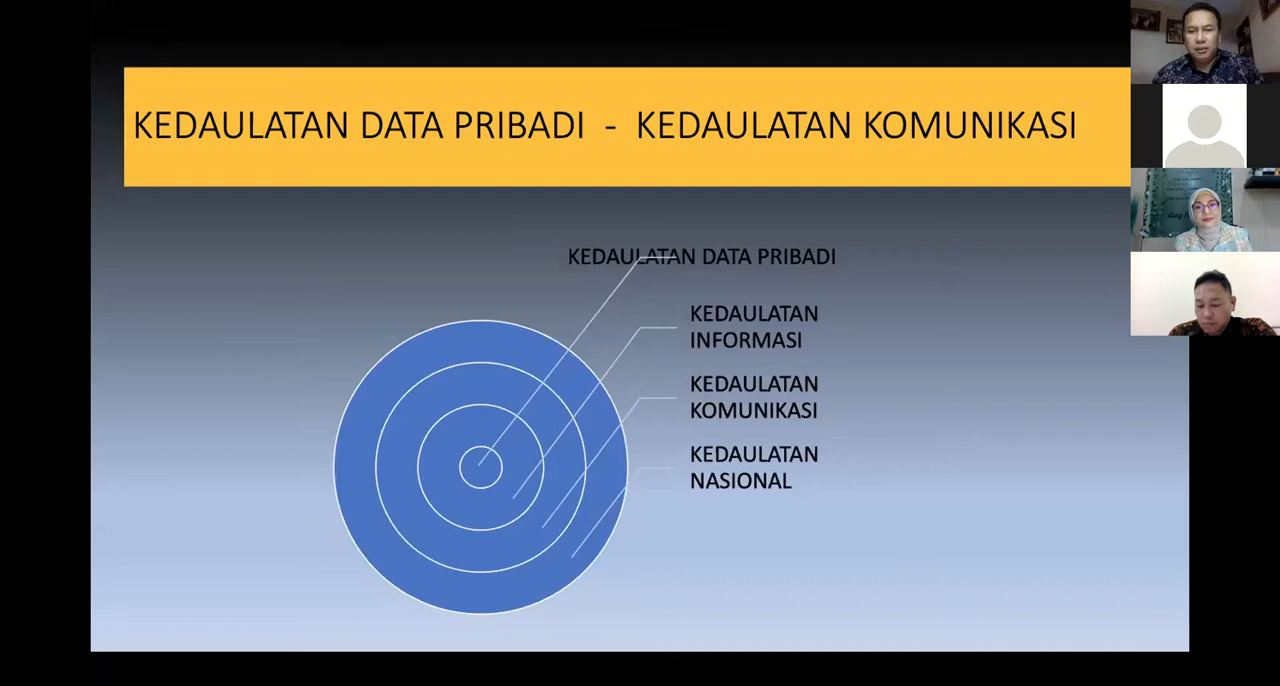 KEDAULATAN DATA PRIBADI - KEDAULATAN KOMUNIKASI
KEDAULATAN DATA PRIBADI
KEDAULATAN
INFORMASI
KEDAULATAN
KOMUNIKASI
KEDAULATAN
NASIONAL